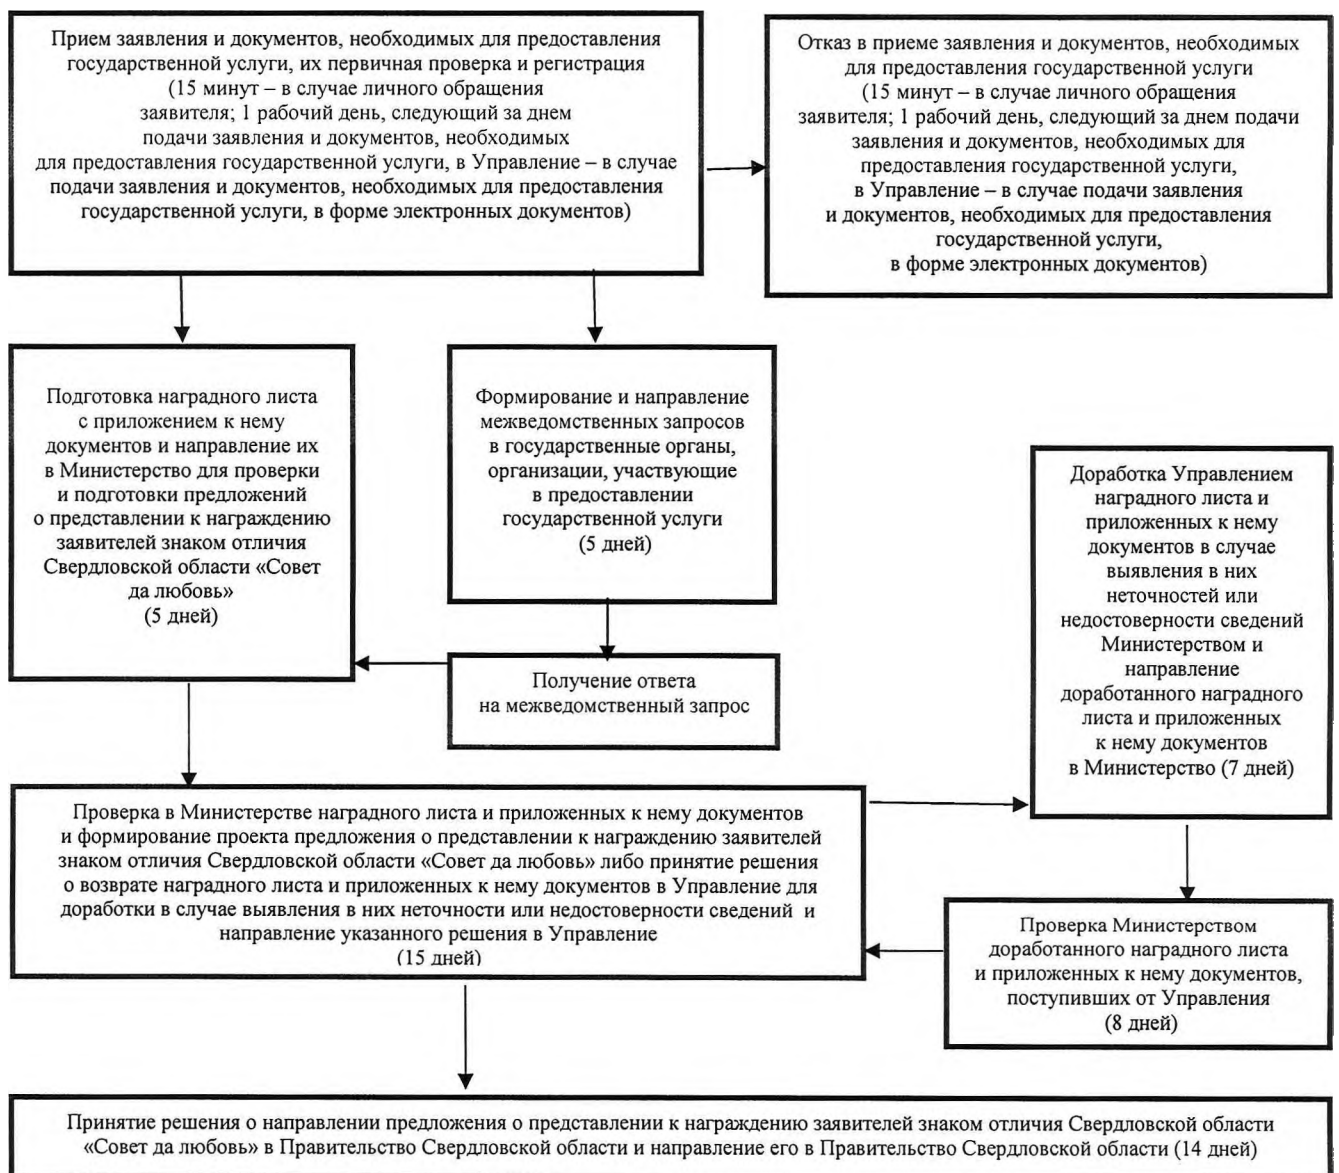 Прием заявления и документов, необходимых для предоставления
государственной услуги, их первичная проверка и регистрация
(15 минут – в случае личного обращения
заявителя; 1 рабочий день, следующий за днем
подачи заявления и документов, необходимых
для предоставления государственной услуги, в Управление – в случае
подачи заявления и документов, необходимых для предоставления
государственной услуги, в форме электронных документов)
Отказ в приеме заявления и документов, необходимых
для предоставления государственной услуги
(15 минут – в случае личного обращения
заявителя; 1 рабочий день, следующий за днем подачи
заявления и документов, необходимых для
предоставления государственной услуги,
в Управление – в случае подачи заявления
и документов, необходимых для предоставления
государственной услуги,
в форме электронных документов)
Подготовка наградного листа
с приложением к нему
документов и направление их
в Министерство для проверки
и подготовки предложений
о представлении к награждению
заявителей знаком отличия
Свердловской области «Совет
да любовь»
(5 дней)
Формирование и направление
межведомственных запросов
в государственные органы,
организации, участвующие
в предоставлении
государственной услуги
(5 дней)
Получение ответа
на межведомственный запрос
Доработка Управлением
наградного листа и
приложенных к нему
документов в случае
выявления в них
неточностей или
недостоверности сведений
Министерством и
направление
доработанного наградного
листа и приложенных
к нему документов
в Министерство (7 дней)
Проверка в Министерстве наградного листа и приложенных к нему документов
и формирование проекта предложения о представлении к награждению заявителей
знаком отличия Свердловской области «Совет да любовь» либо принятие решения
о возврате наградного листа и приложенных к нему документов в Управление для
доработки в случае выявления в них неточности или недостоверности сведений и
направление указанного решения в Управление
(15 дней)
Проверка Министерством
доработанного наградного листа
и приложенных к нему документов,
поступивших от Управления
(8 дней)
Принятие решения о направлении предложения о представлении к награждению заявителей знаком отличия Свердловской области
«Совет да любовь» в Правительство Свердловской области и направление его в Правительство Свердловской области (14 дней)